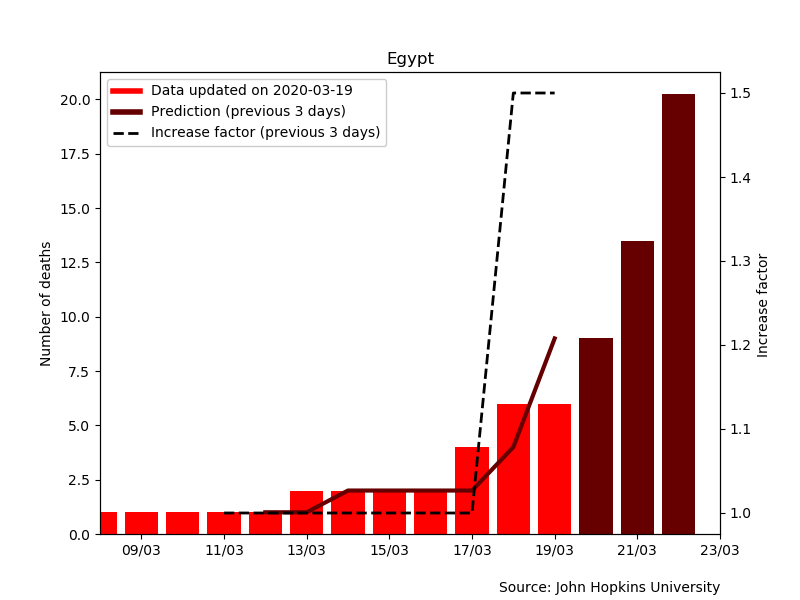 Egypt
Data updated on 2020-03-19
Prediction (previous 3 days)
Increase factor (previous 3 days)
Number of deaths
20.0
17.5
15.0
12.5
10.0
7.5
5.0
2.5
0.0
1.5
1.4
1.3
1.2
1.1
1.0
Increase factor
09/03 11/03 13/03 15/03 17/03 19/03 21/03 23/03
Source: John Hopkins University